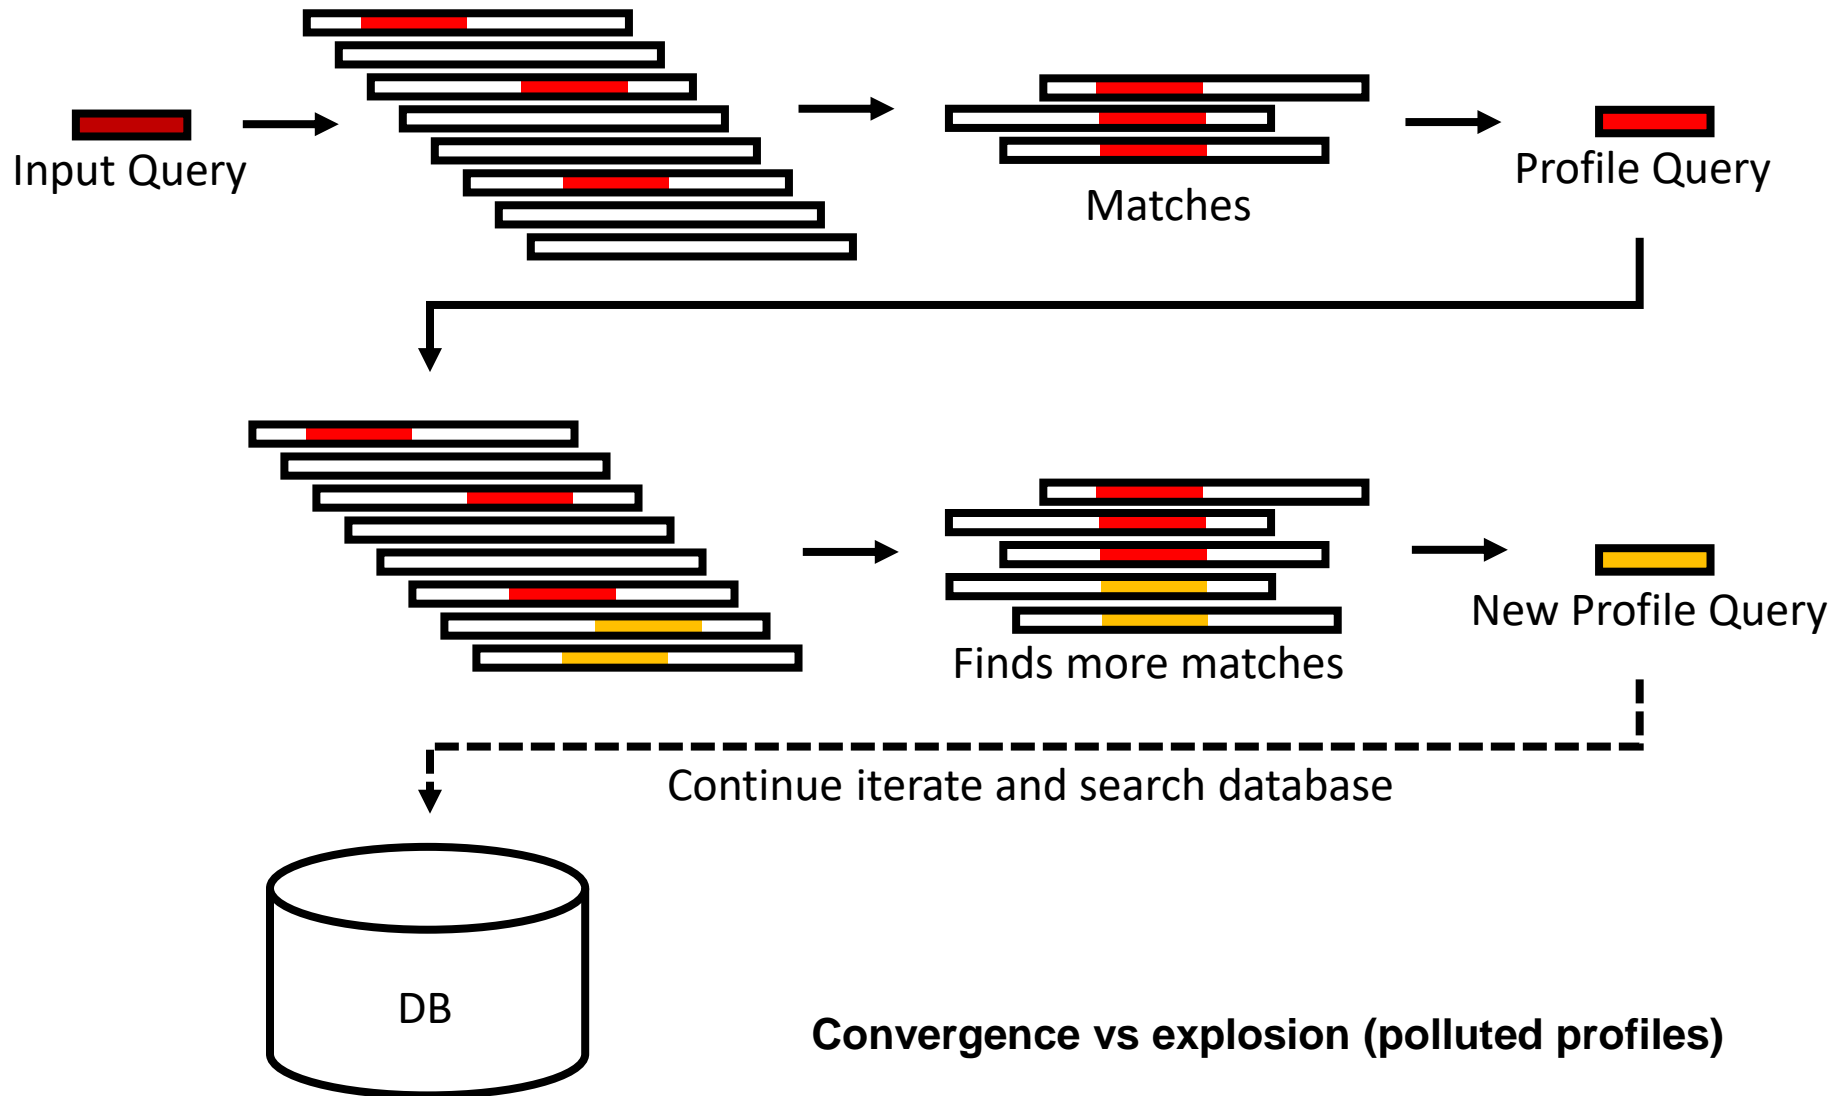 Input Query
Matches
Profile Query
Finds more matches
New Profile Query
Continue iterate and search database
DB
Convergence vs explosion (polluted profiles)